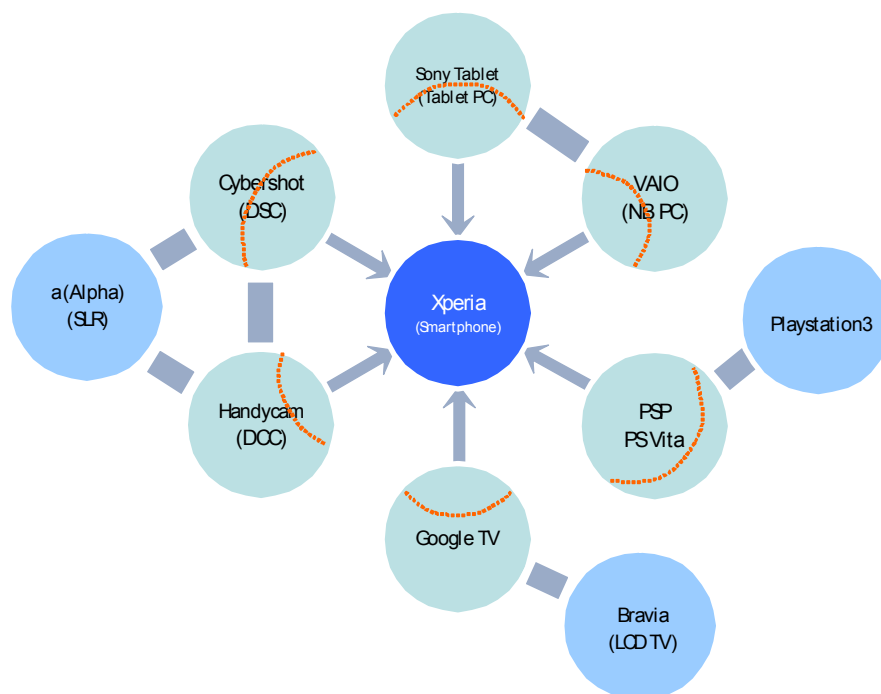 Sony Tablet
(Tablet PC)
Cybershot
(DSC)
VAIO
(NB PC)
a(Alpha)
(SLR)
Xperia
(Smartphone)
Playstation3
Handycam
(DCC)
PSP
PS Vita
Google TV
Bravia
(LCD TV)